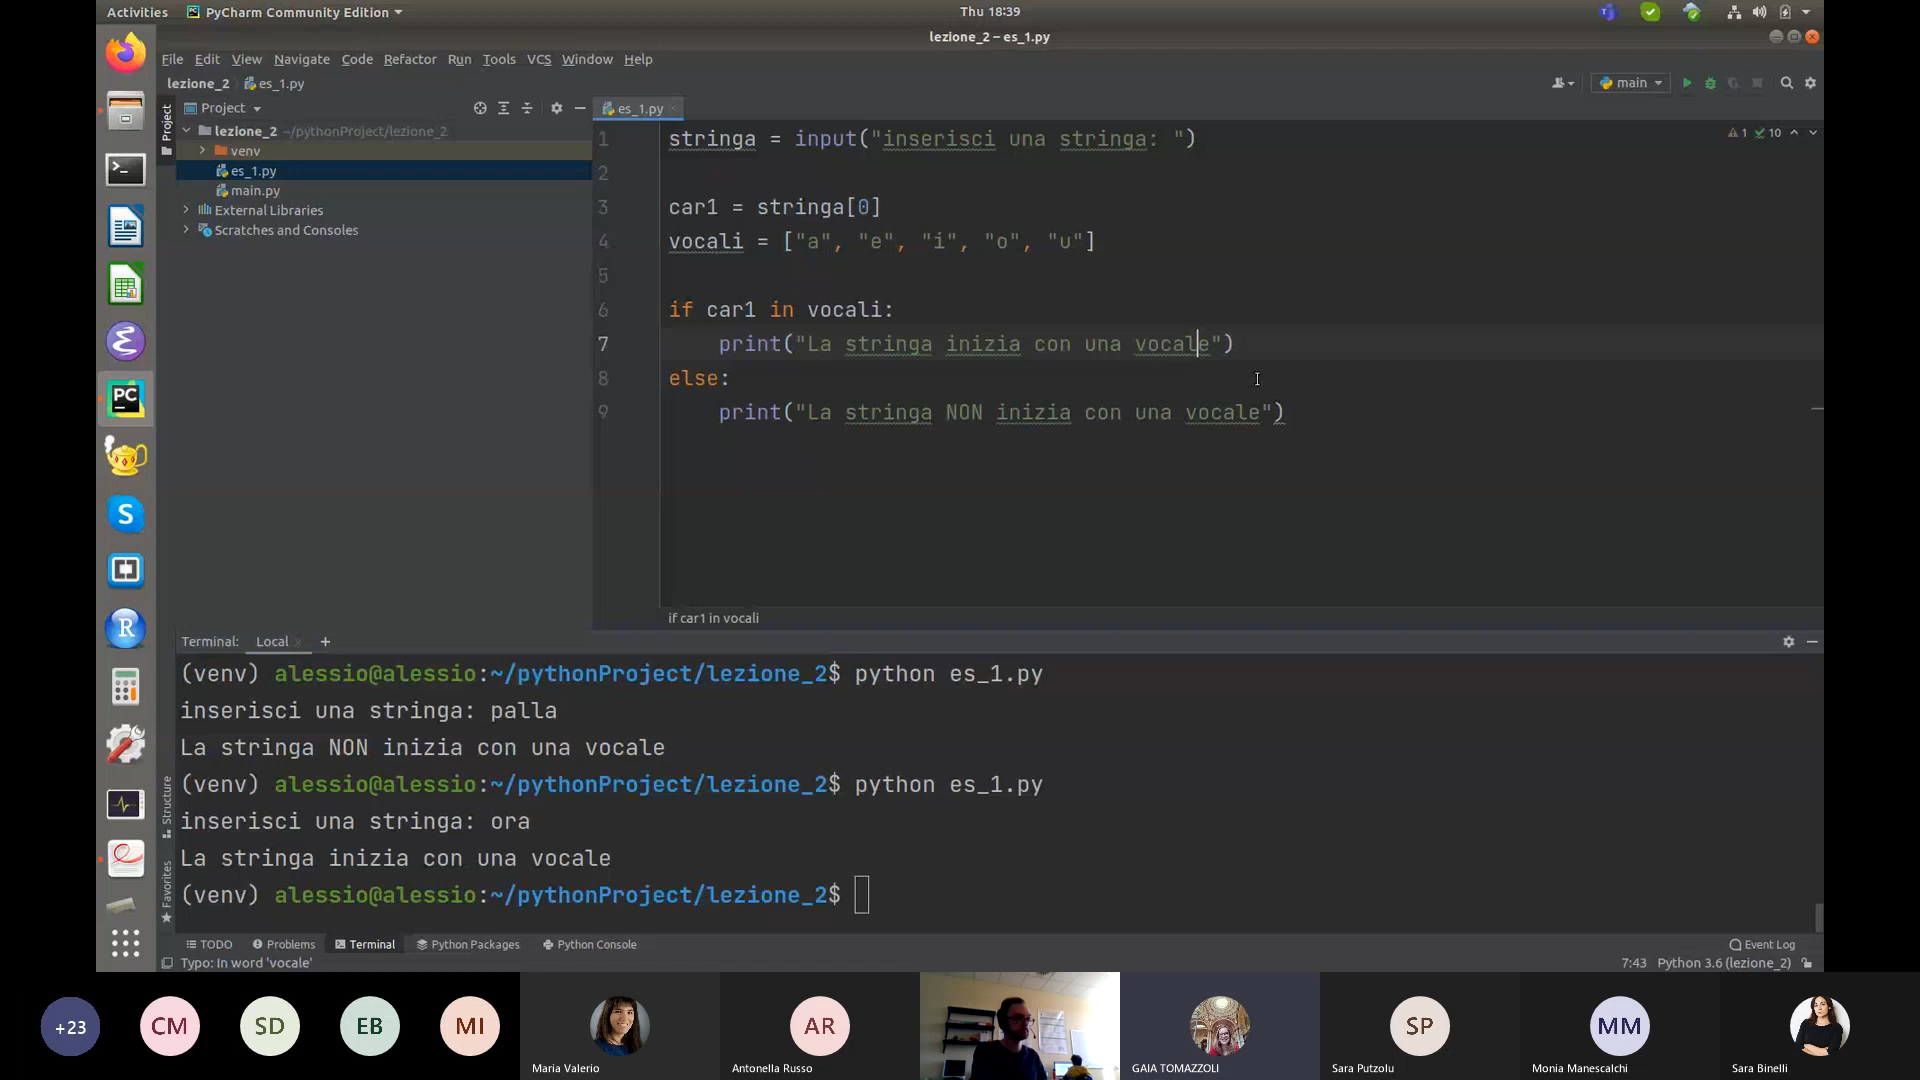 Activities PyCharm Community Edition Thu 18:39
lezione_2 – es_1.py
File Edit View Navigate Code Refactor Run Tools VCS Window Help
lezione_2 es_1.py main
Project
es_1.py
Project
lezione_2 ~/pythonProject/lezione_2
venv
es_1.py
main.py
External Libraries
Scratches and Consoles
1 10
1 stringa = input("inserisci una stringa: ")
2
3 car1 = stringa[0]
4 vocali = ["a", "e", "i", "o", "u"]
5
6 if car1 in vocali:
7 print("La stringa inizia con una vocale")
8 else:
9 print("La stringa NON inizia con una vocale")
if car1 in vocali
Terminal: Local +
(venv) alessio@alessio:~/pythonProject/lezione_2$ python es_1.py
inserisci una stringa: palla
La stringa NON inizia con una vocale
(venv) alessio@alessio:~/pythonProject/lezione_2$ python es_1.py
inserisci una stringa: ora
La stringa inizia con una vocale
(venv) alessio@alessio:~/pythonProject/lezione_2$
Structure
Favorites
TODO Problems Terminal Python Packages Python Console Event Log
Typo: In word 'vocale' 7:43 Python 3.6 (lezione_2)
+23 CM SD EB MI AR SP MM
Maria Valerio Antonella Russo GAIA TOMAZZOLI Sara Putzolu Monia Manescalchi Sara Binelli